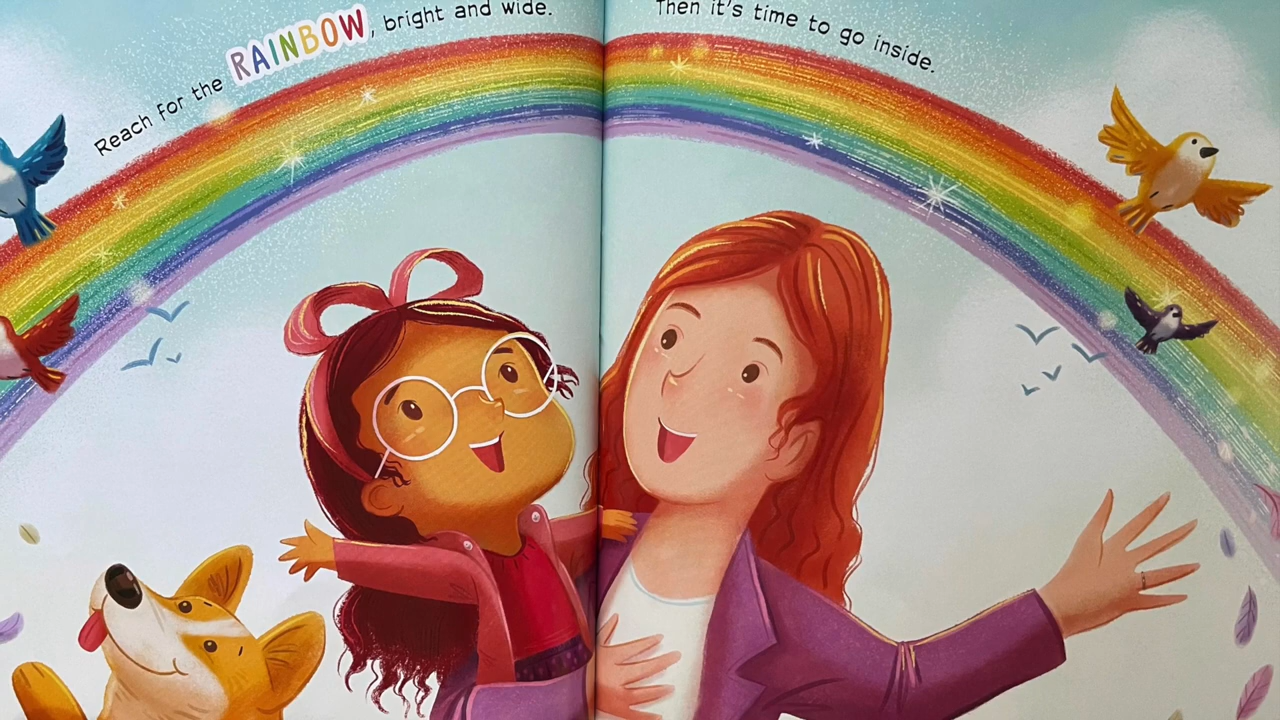 Reach for the RAINBOW, bright and wide.
Then it's time to go inside.